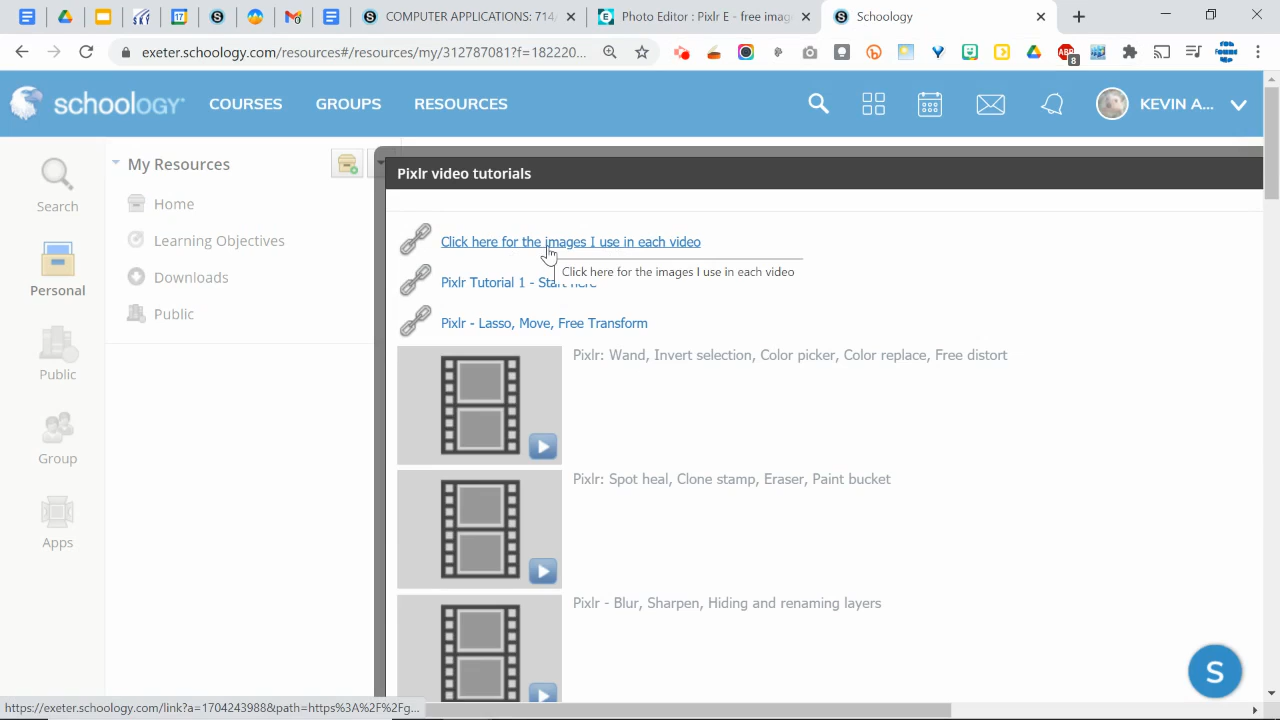 COMPUTER APPLICATIONS: 
Photo Editor : Pixlr E - free imag
Schoology
exeter.schoology.com/resources#/resources/my/312787081?f=182220...
8
schoology
COURSES
GROUPS
RESOURCES
KEVIN A...
Search
Personal
Public
Group
Apps
My Resources
Home
Learning Objectives
Downloads
Public
Pixlr video tutorials
Click here for the images I use in each video
Click here for the images I use in each video
Pixlr Tutorial 1 - Start here
Pixlr - Lasso, Move, Free Transform
Pixlr: Wand, Invert selection, Color picker, Color replace, Free distort
Pixlr: Spot heal, Clone stamp, Eraser, Paint bucket
Pixlr - Blur, Sharpen, Hiding and renaming layers
S
https://exeter.schoology.com/link?a=1704243988&path=https%3A%2F%2Fg...